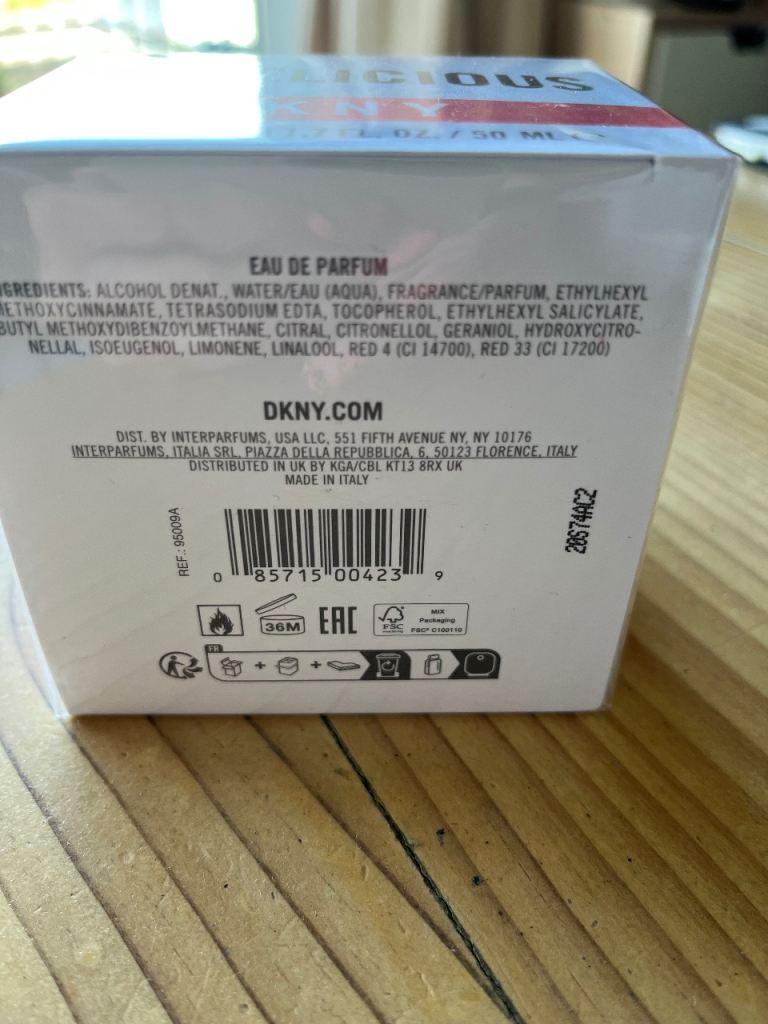 LICIOUS
KNY
1.7 FL. OZ. / 50 ML
EAU DE PARFUM
INGREDIENTS: ALCOHOL DENAT., WATER/EAU (AQUA), FRAGRANCE/PARFUM, ETHYLHEXYL
METHOXYCINNAMATE, TETRASODIUM EDTA, TOCOPHEROL, ETHYLHEXYL SALICYLATE,
BUTYL METHOXYDIBENZOYLMETHANE, CITRAL, CITRONELLOL, GERANIOL, HYDROXYCITRO-
NELLAL, ISOEUGENOL, LIMONENE, LINALOOL, RED 4 (CI 14700), RED 33 (CI 17200)
DKNY.COM
DIST. BY INTERPARFUMS, USA LLC, 551 FIFTH AVENUE NY, NY 10176
INTERPARFUMS, ITALIA SRL, PIAZZA DELLA REPUBBLICA, 6, 50123 FLORENCE, ITALY
DISTRIBUTED IN UK BY KGA/CBL KT13 8RX UK
MADE IN ITALY
REF.: 95009A
20S74AC2
0 85715 00423 9
36M
EAC
FSC
MIX
Packaging
FSC® C100110
FR